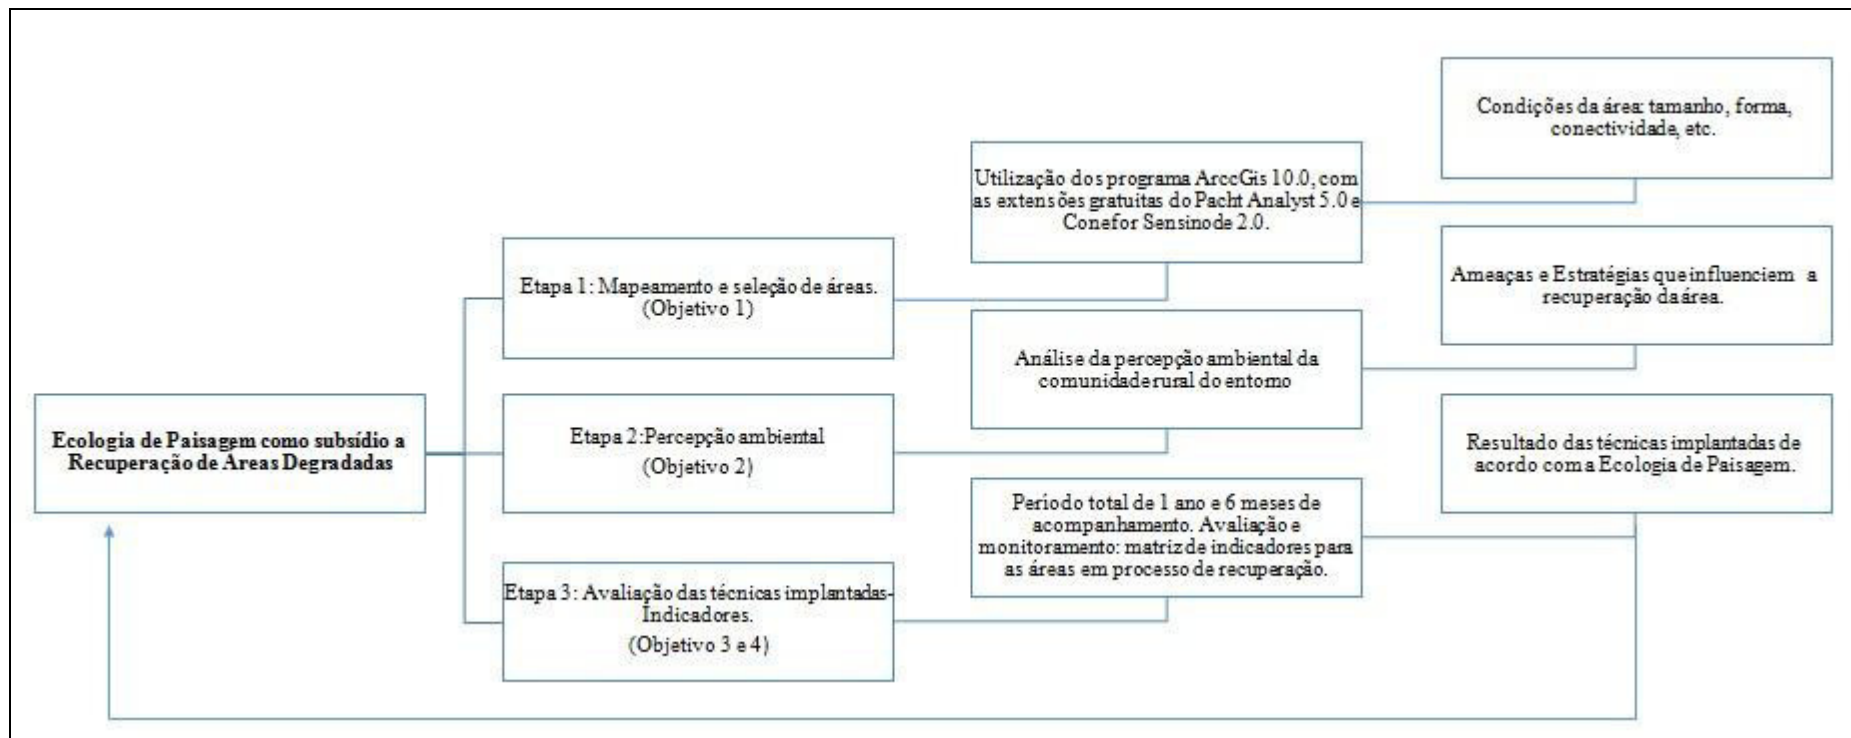 Ecologia de Paisagem como subsídio a
Recuperação de Areas Degradadas
Etapa 1: Mapeamento e seleção de áreas.
(Objetivo 1)
Etapa 2:Percepção ambiental
(Objetivo 2)
Etapa 3: Avaliação das técnicas implantadas-
Indicadores.
(Objetivo 3 e 4)
Utilização dos programa ArccGis 10.0, com
as extensões gratuitas do Pacht Analyst 5.0 e
Conefor Sensinode 2.0.
Análise da percepção ambiental da
comunidade rural do entorno
Período total de 1 ano e 6 meses de
acompanhamento. Avaliação e
monitoramento: matriz de indicadores para
as áreas em processo de recuperação.
Condições da área: tamanho, forma,
conectividade, etc.
Ameaças e Estratégias que influenciem a
recuperação da área.
Resultado das técnicas implantadas de
acordo com a Ecologia de Paisagem.